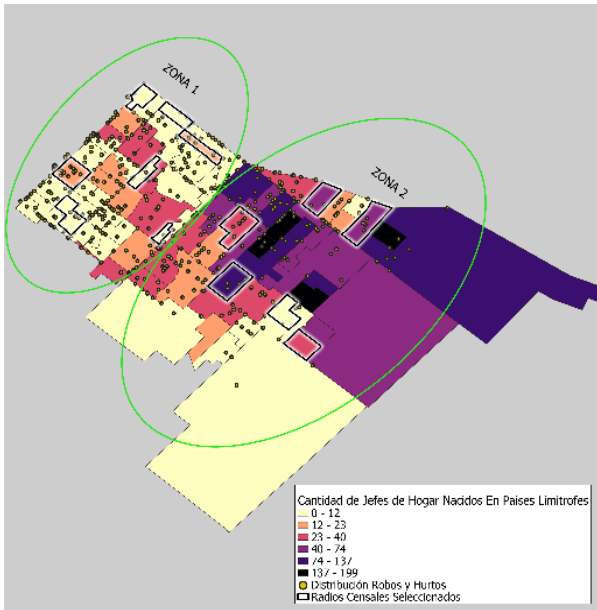 ZONA 1
ZONA 2
Cantidad de Jefes de Hogar Nacidos En Paises Limitrofes
0 - 12
12 - 23
23 - 40
40 - 74
74 - 137
137 - 199
Distribución Robos y Hurtos
Radios Censales Seleccionados